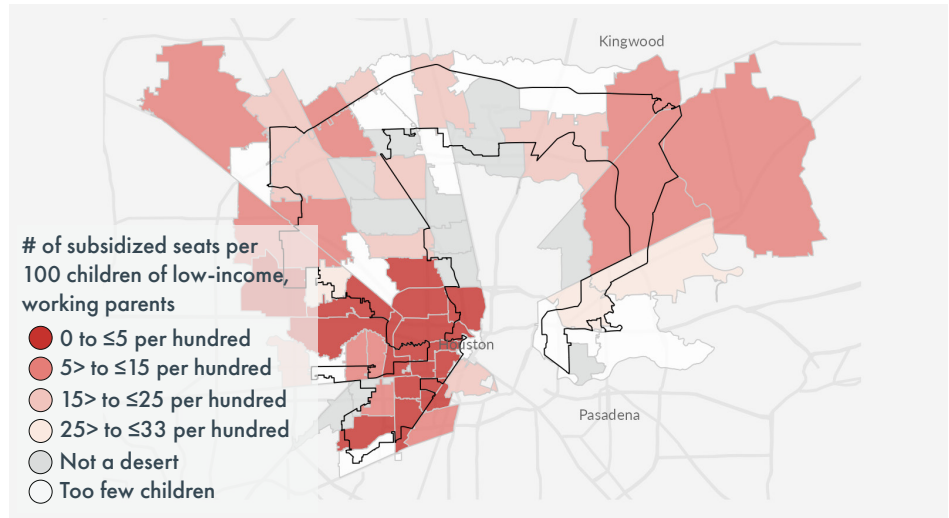 Kingwood
# of subsidized seats per
100 children of low-income,
working parents
0 to ≤5 per hundred
5> to ≤15 per hundred
15> to ≤25 per hundred
25> to ≤33 per hundred
Not a desert
Too few children
Houston
Pasadena